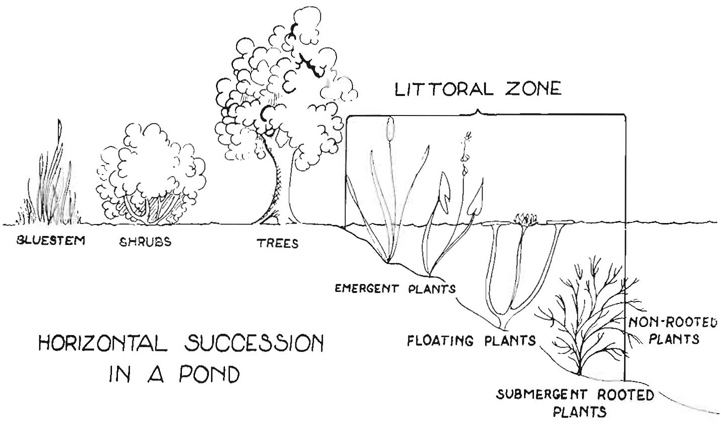 LITTORAL ZONE
BLUESTEM
SHRUBS
TREES
EMERGENT PLANTS
FLOATING PLANTS
NON-ROOTED
PLANTS
SUBMERGENT ROOTED
PLANTS
HORIZONTAL SUCCESSION
IN A POND